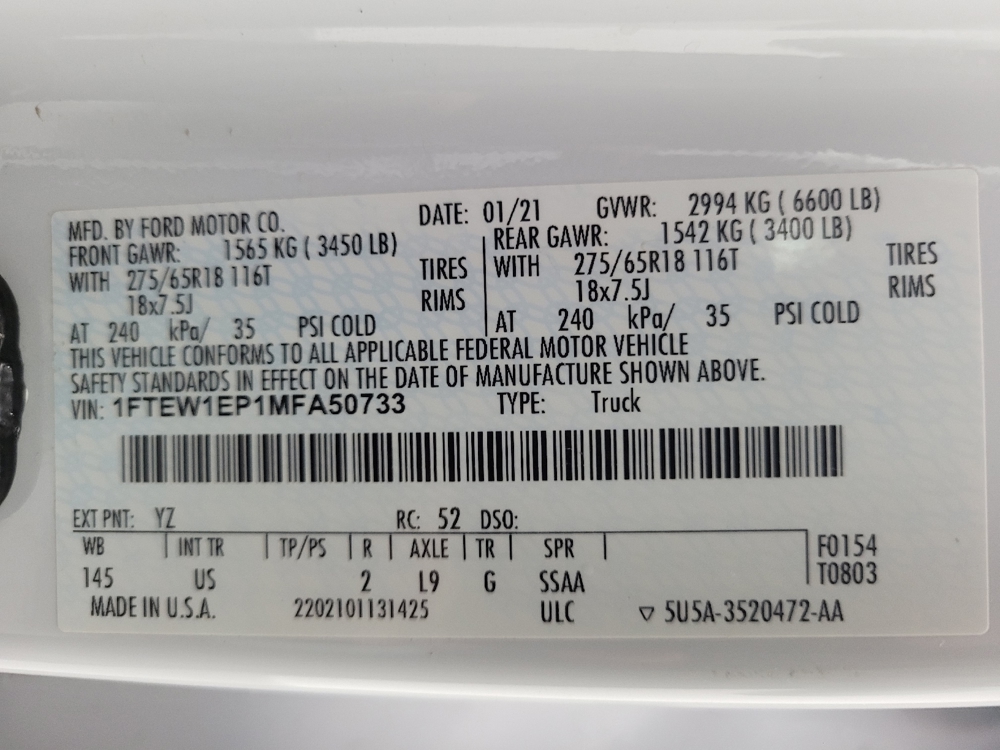 MFD. BY FORD MOTOR CO. DATE: 01/21 GVWR: 2994 KG ( 6600 LB)
FRONT GAWR: 1565 KG ( 3450 LB) REAR GAWR: 1542 KG ( 3400 LB)
WITH 275/65R18 116T TIRES WITH 275/65R18 116T TIRES
18x7.5J RIMS 18x7.5J RIMS
AT 240 kPa/ 35 PSI COLD AT 240 kPa/ 35 PSI COLD
THIS VEHICLE CONFORMS TO ALL APPLICABLE FEDERAL MOTOR VEHICLE
SAFETY STANDARDS IN EFFECT ON THE DATE OF MANUFACTURE SHOWN ABOVE.
VIN: 1FTEW1EP1MFA50733 TYPE: Truck
EXT PNT: YZ RC: 52 DSO:
WB INT TR TP/PS R AXLE TR SPR F0154
145 US 2 L9 G SSAA T0803
MADE IN U.S.A. 2202101131425 ULC ▽ 5U5A-3520472-AA